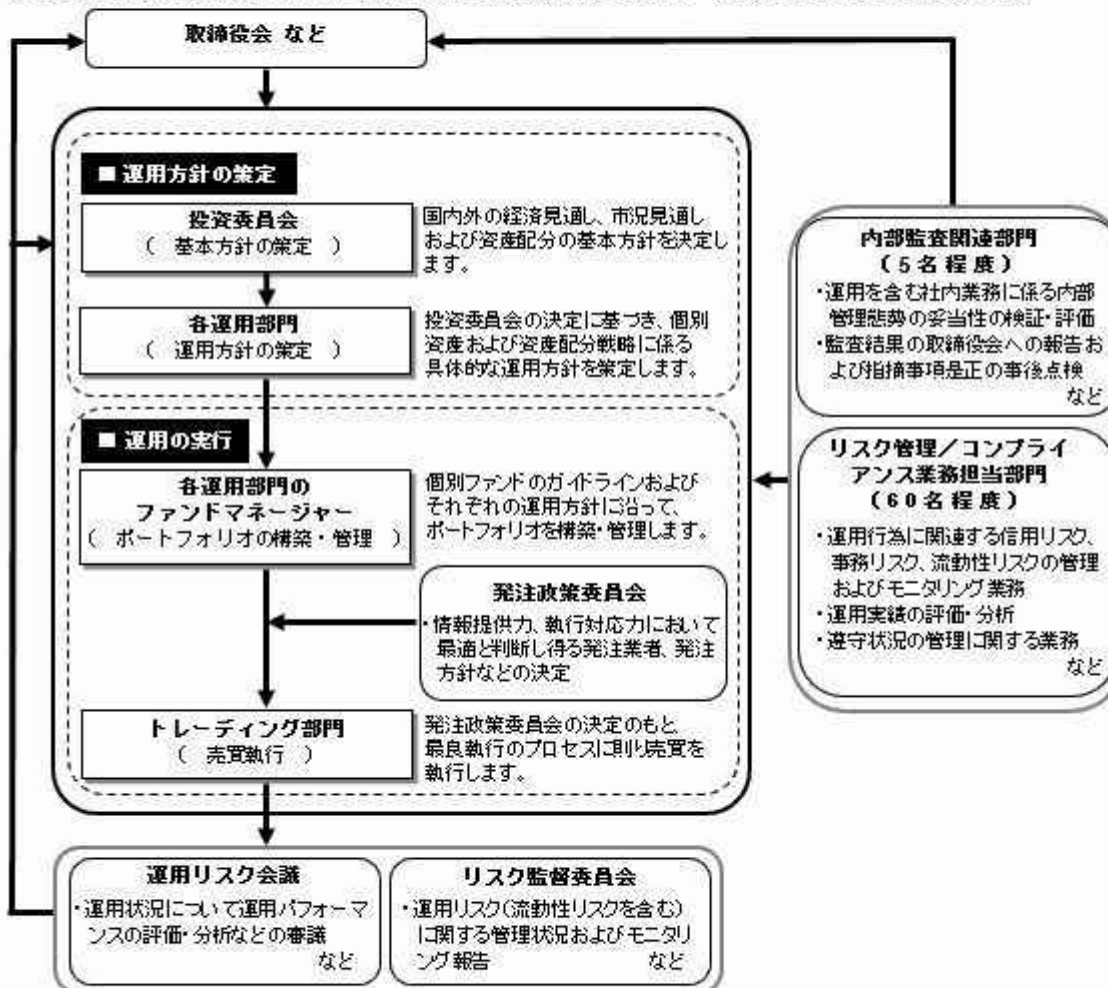 取締役会 など
■ 運用方針の策定
投資委員会
（ 基本方針の策定 ）
国内外の経済見通し、市況見通し
および資産配分の基本方針を決定し
ます。
各運用部門
（ 運用方針の策定 ）
投資委員会の決定に基づき、個別
資産および資産配分戦略に係る
具体的な運用方針を策定します。
■ 運用の実行
各運用部門の
ファンドマネージャー
（ ポートフォリオの構築・管理 ）
個別ファンドのガイドラインおよび
それぞれの運用方針に沿って、
ポートフォリオを構築・管理します。
発注政策委員会
・情報提供力、執行対応力において
最適と判断し得る発注業者、発注
方針などの決定
トレーディング部門
（ 売買執行 ）
発注政策委員会の決定のもと、
最良執行のプロセスに則り売買を
執行します。
内部監査関連部門
（５名程度）
・運用を含む社内業務に係る内部
管理態勢の妥当性の検証・評価
・監査結果の取締役会への報告お
よび指摘事項是正の事後点検
など
リスク管理／コンプライ
アンス業務担当部門
（６０名程度）
・運用行為に関連する信用リスク、
事務リスク、流動性リスクの管理
およびモニタリング業務
・運用実績の評価・分析
・遵守状況の管理に関する業務
など
運用リスク会議
・運用状況について運用パフォーマ
ンスの評価・分析などの審議
など
リスク監督委員会
・運用リスク（流動性リスクを含む）
に関する管理状況およびモニタリ
ング報告 など